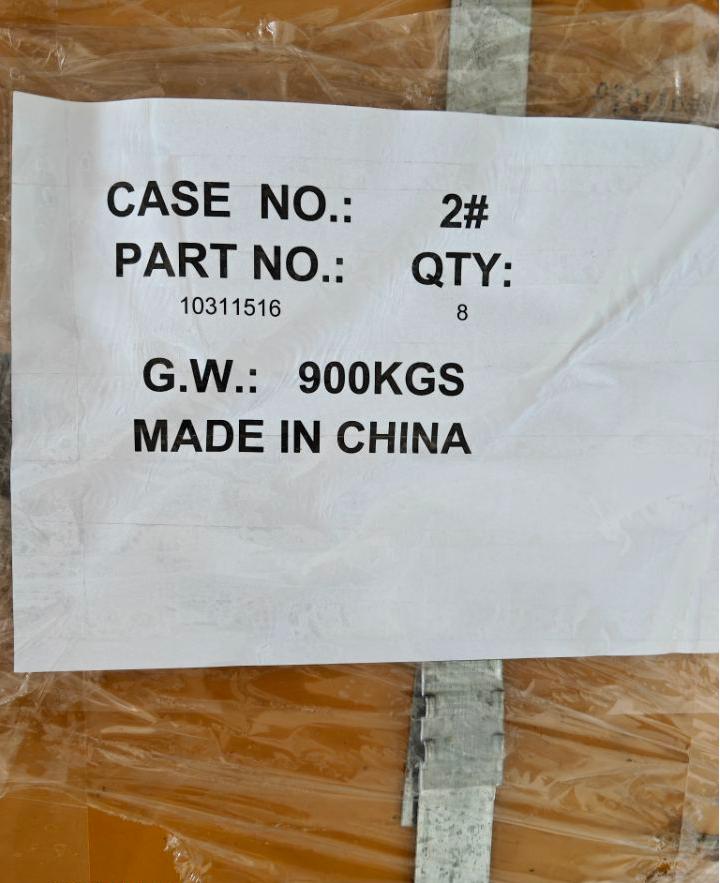 CASE NO.: 2#
PART NO.: QTY:
10311516 8
G.W.: 900KGS
MADE IN CHINA